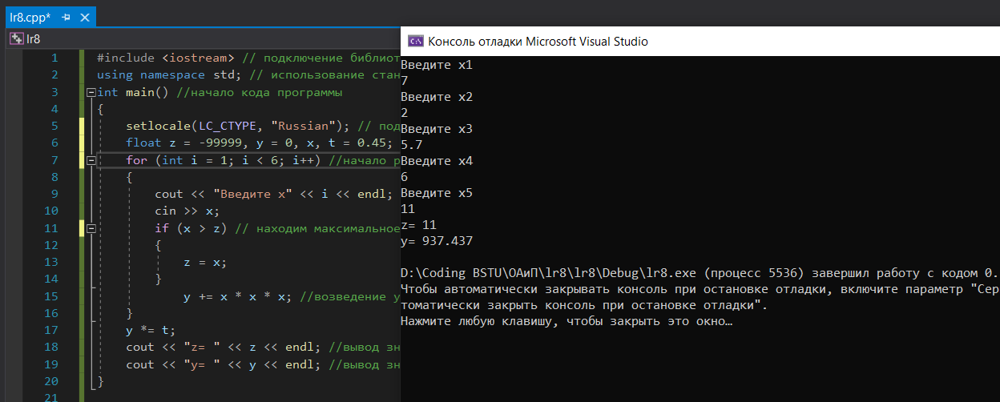 lr8.cpp*
lr8
1 #include <iostream> // подключение библиот
2 using namespace std; // использование стан
3 int main() //начало кода программы
4 {
5 setlocale(LC_CTYPE, "Russian"); // под
6 float z = -99999, y = 0, x, t = 0.45;
7 for (int i = 1; i < 6; i++) //начало р
8 {
9 cout << "Введите x" << i << endl;
10 cin >> x;
11 if (x > z) // находим максимальное
12 {
13 z = x;
14 }
15 y += x * x * x; //возведение у
16 }
17 y *= t;
18 cout << "z= " << z << endl; //вывод зн
19 cout << "y= " << y << endl; //вывод зн
20 }
21
Консоль отладки Microsoft Visual Studio
Введите x1
7
Введите x2
2
Введите x3
5.7
Введите x4
6
Введите x5
11
z= 11
y= 937.437
D:\Coding BSTU\ОАиП\lr8\lr8\Debug\lr8.exe (процесс 5536) завершил работу с кодом 0.
Чтобы автоматически закрывать консоль при остановке отладки, включите параметр "Сер
томатически закрыть консоль при остановке отладки".
Нажмите любую клавишу, чтобы закрыть это окно…